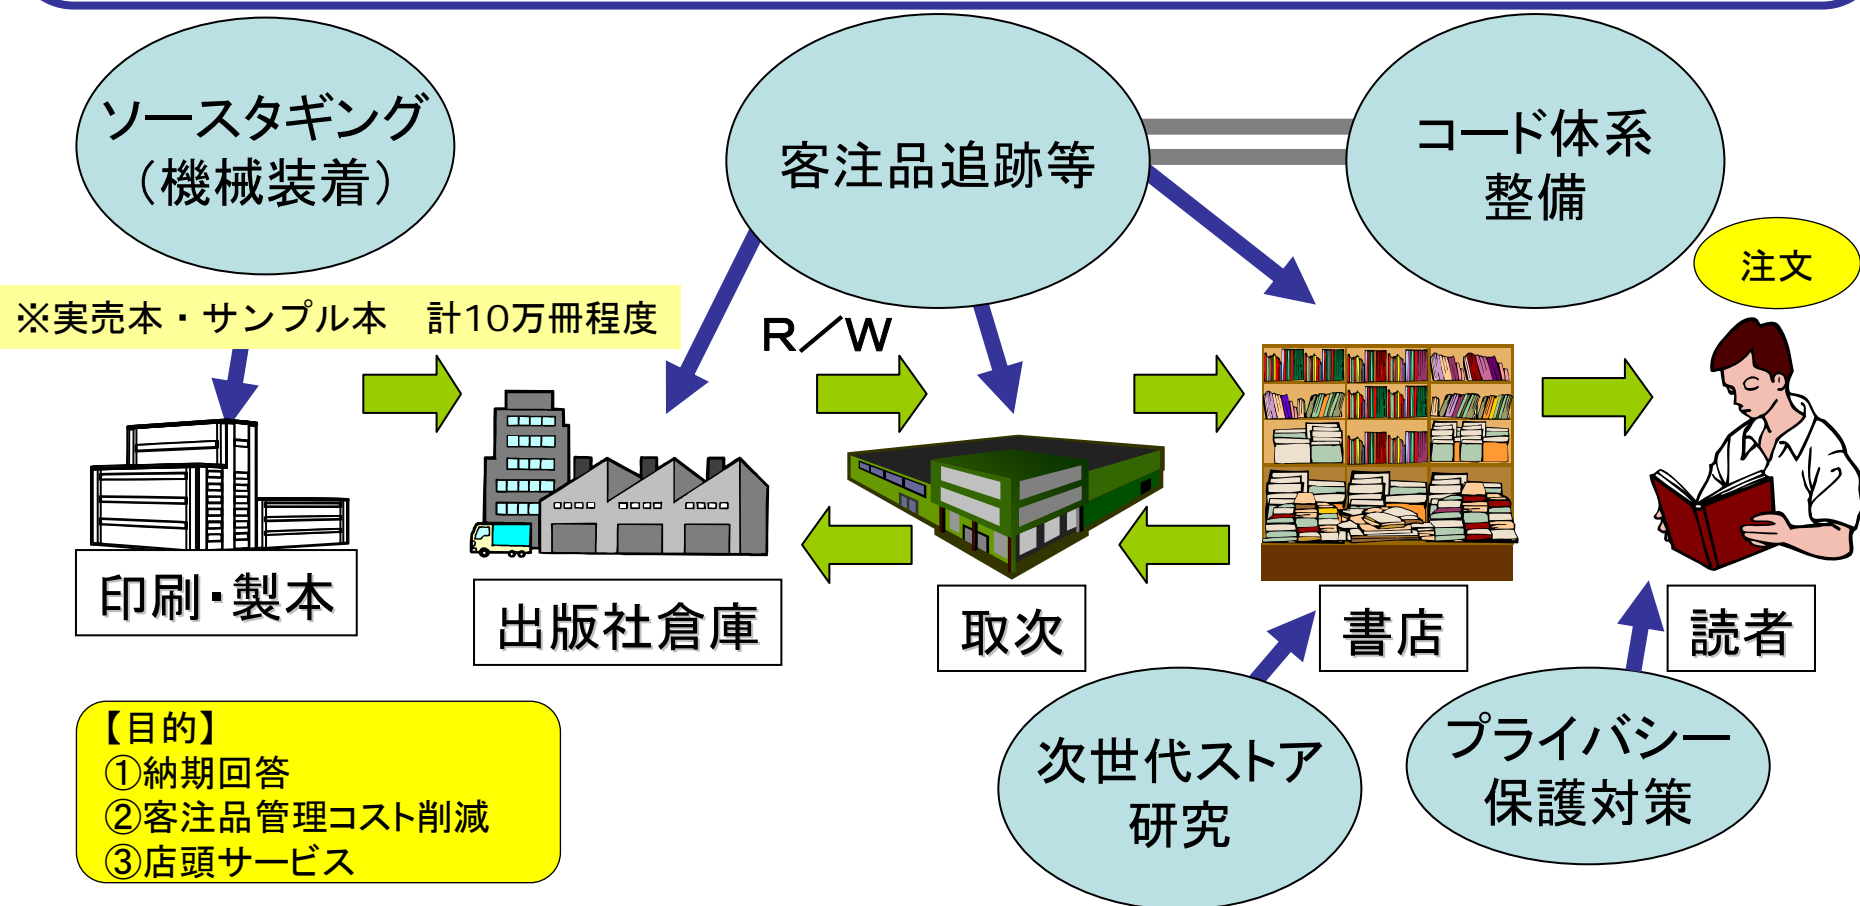 ソースタギング
（機械装着）
客注品追跡等
コード体系
整備
注文
※実売本・サンプル本　計10万冊程度
Ｒ／Ｗ
印刷・製本
出版社倉庫
取次
書店
読者
【目的】
①納期回答
②客注品管理コスト削減
③店頭サービス
次世代ストア
研究
プライバシー
保護対策